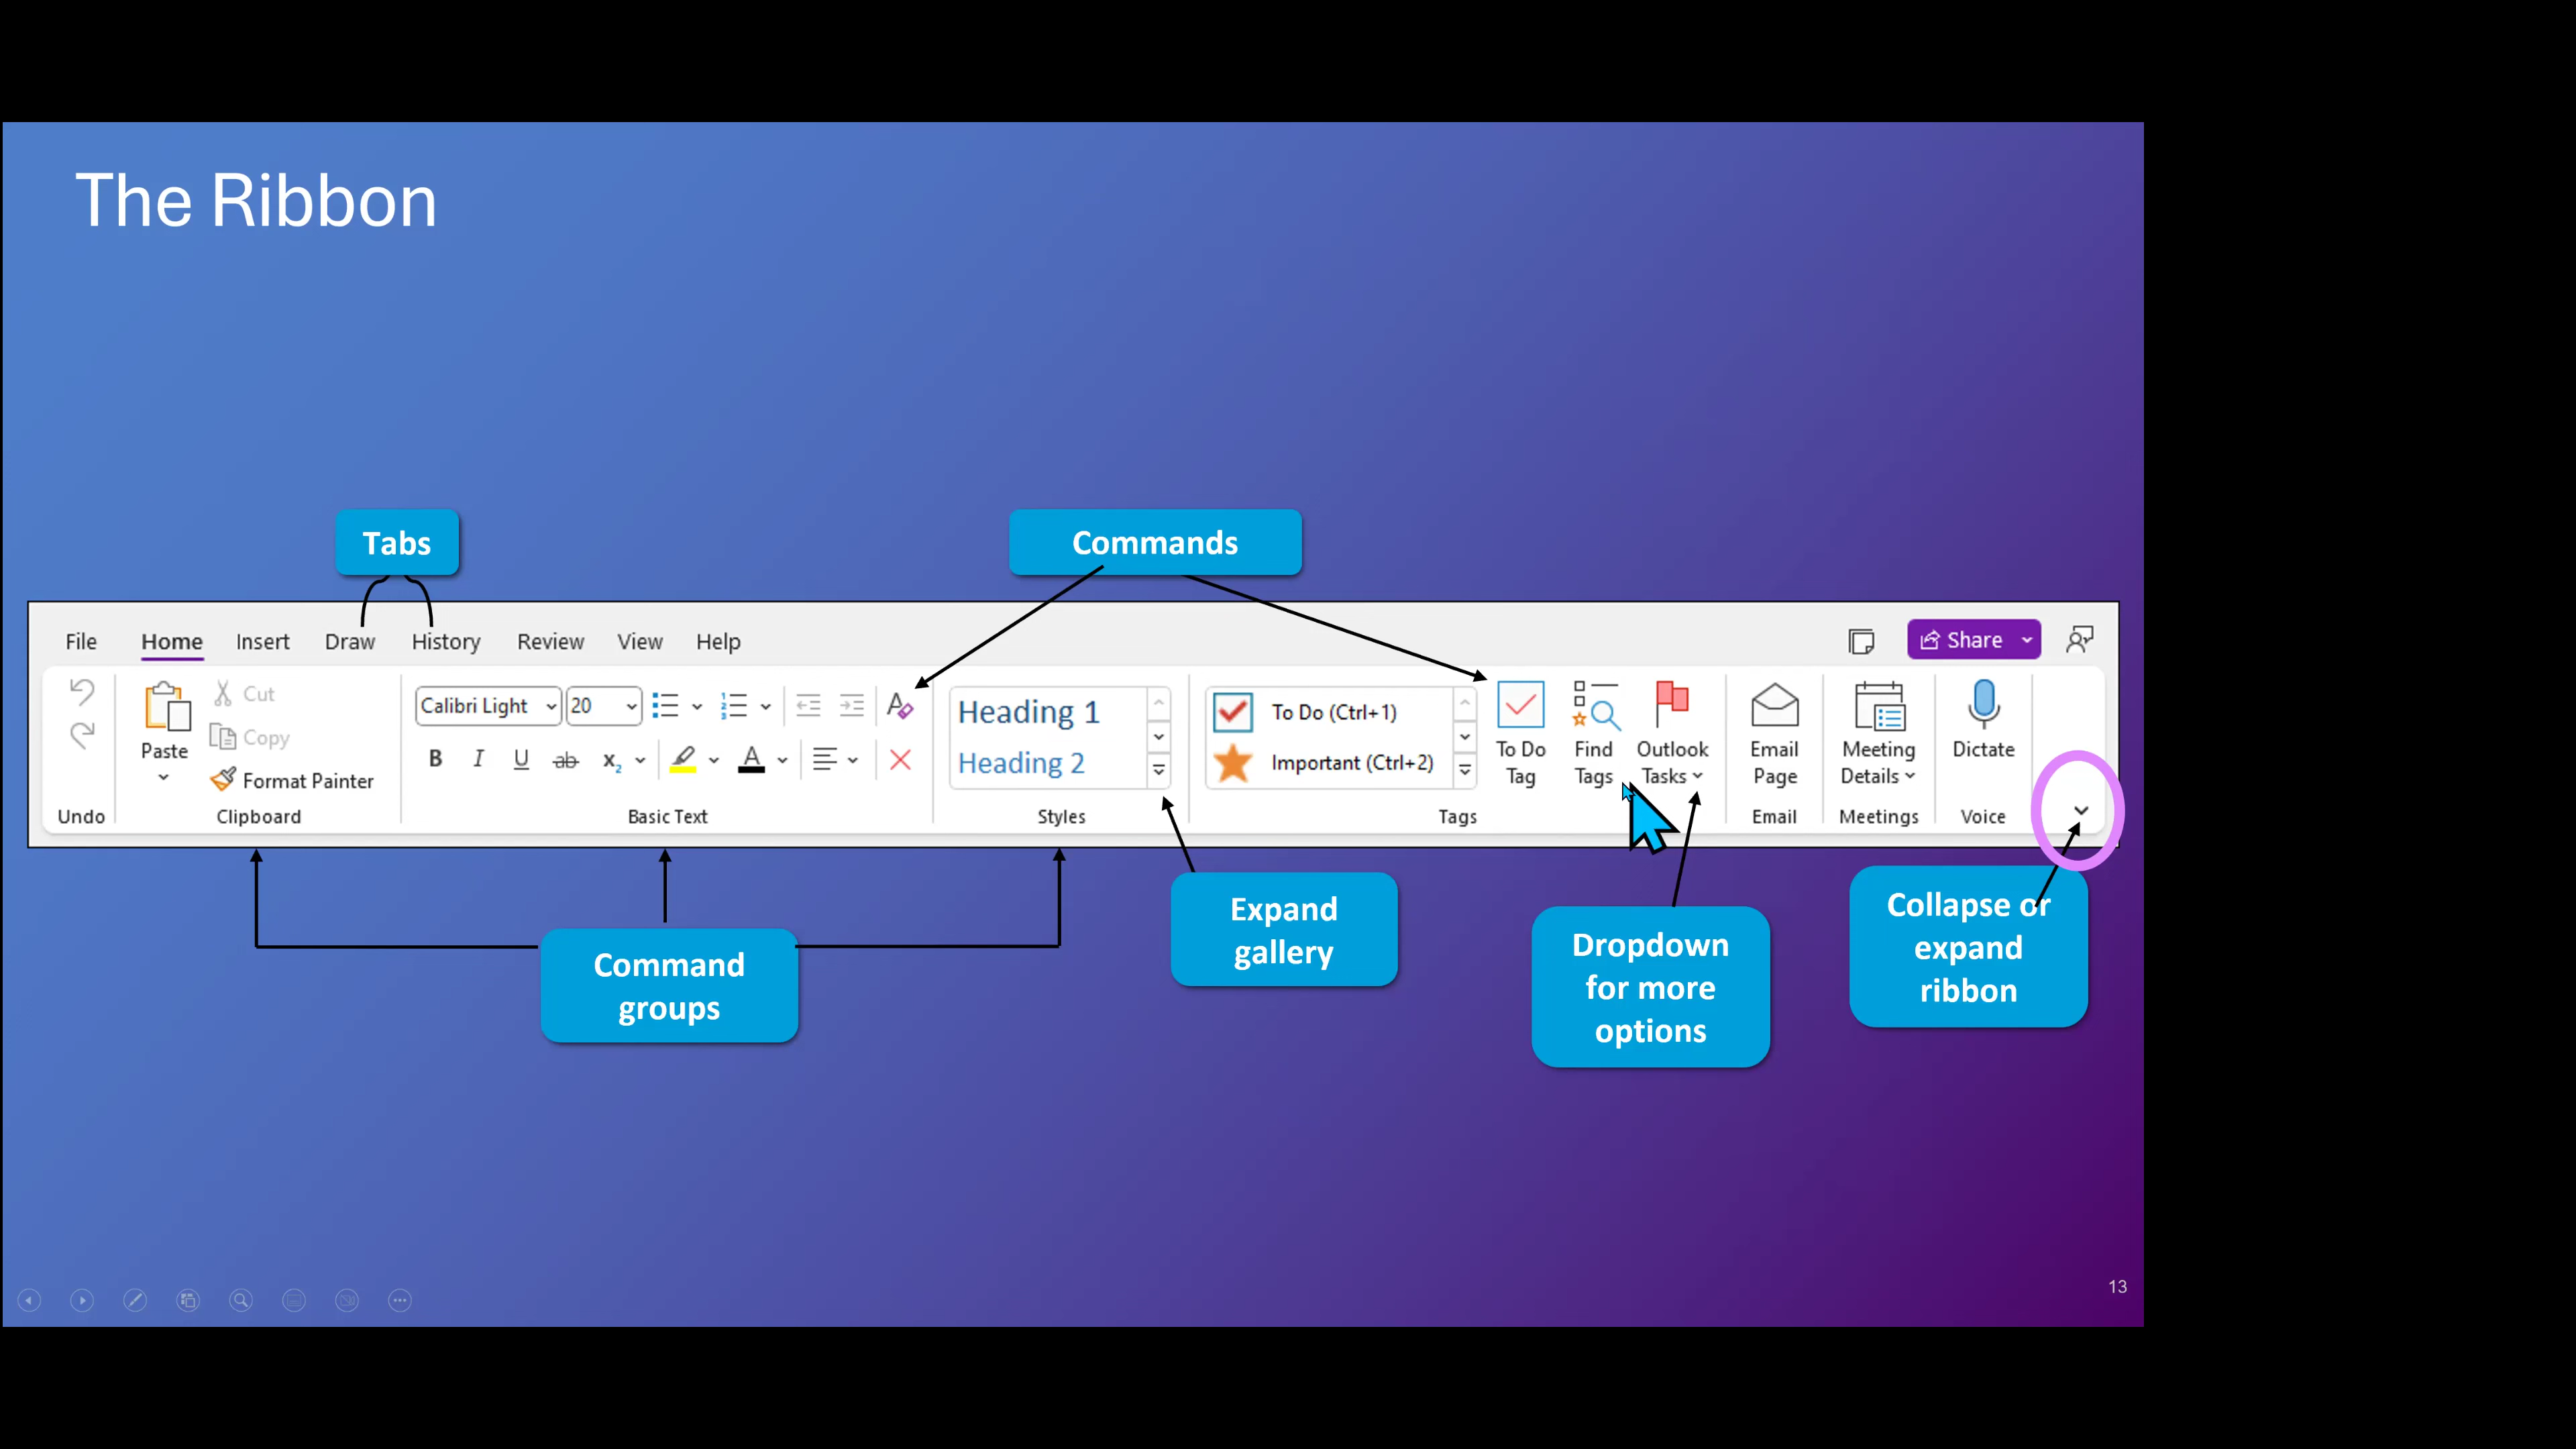 The Ribbon
Tabs
Commands
File Home Insert Draw History Review View Help Share
Cut
Copy
Paste
Format Painter
Undo
Clipboard
Calibri Light 20
B I U ab x2 A
Basic Text
Heading 1
Heading 2
Styles
To Do (Ctrl+1)
Important (Ctrl+2)
To Do
Tag
Find
Tags
Outlook
Tasks
Tags
Email
Page
Email
Meeting
Details
Meetings
Dictate
Voice
Command
groups
Expand
gallery
Dropdown
for more
options
Collapse or
expand
ribbon
13